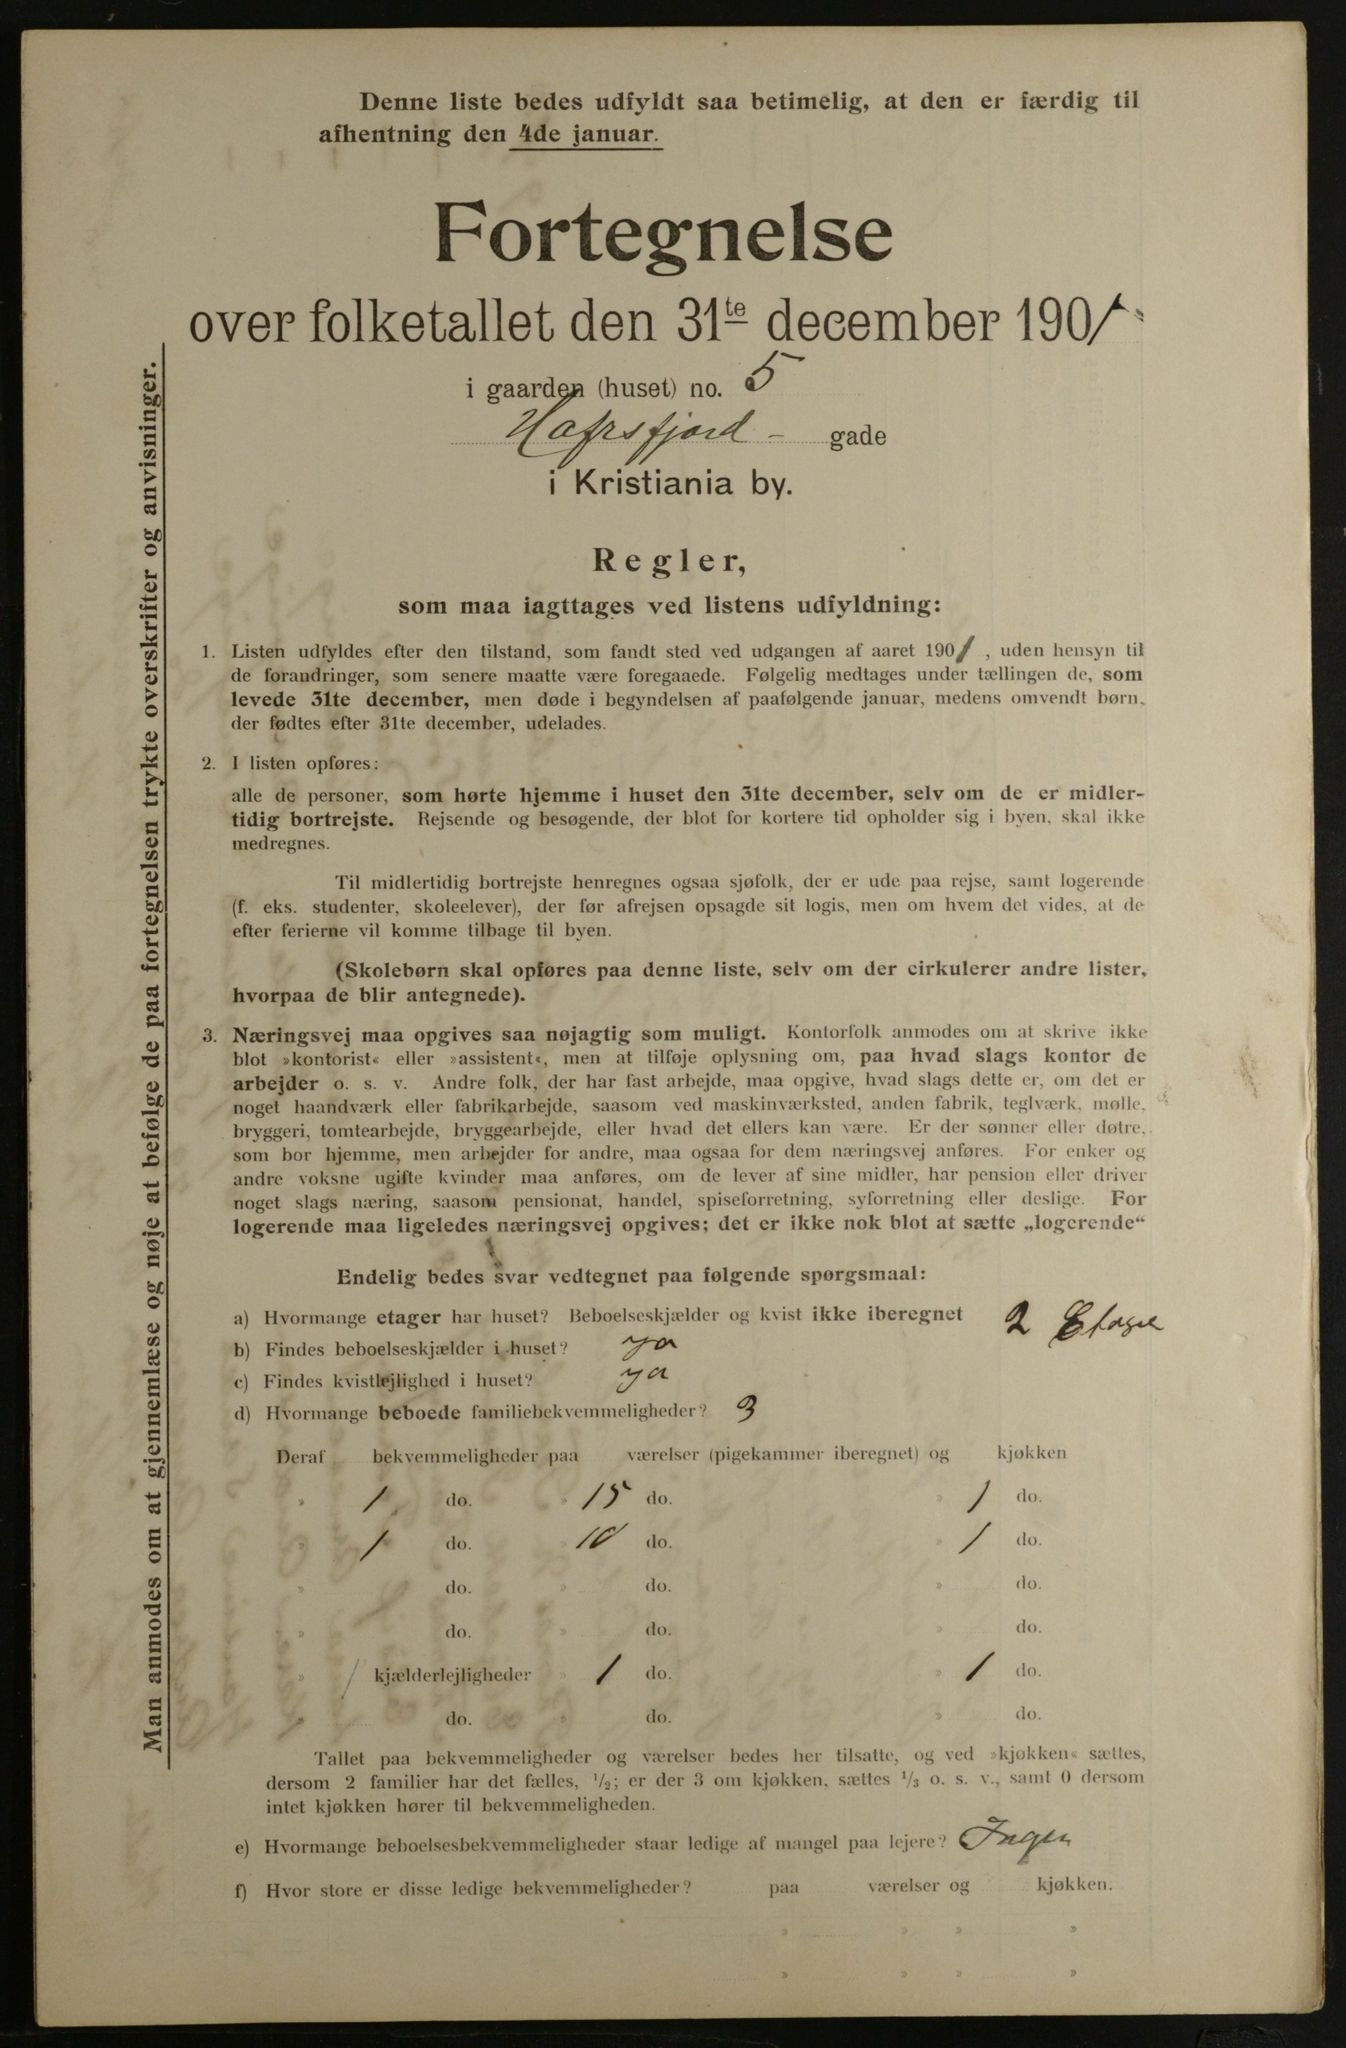 Denne liste bedes udfyldt saa betimelig, at den er færdig til
afhentning den 4de januar.
Fortegnelse
over folketallet den 31te december 1901
i gaarden (huset) no. 5
Hafrsfjord- gade
i Kristiania by.
Regler,
som maa iagttages ved listens udfyldning:
1. Listen udfyldes efter den tilstand, som fandt sted ved udgangen af aaret 1901, uden hensyn til
de forandringer, som senere maatte være foregaaede. Følgelig medtages under tællingen de, som
levede 31te december, men døde i begyndelsen af paafølgende januar, medens omvendt børn,
der fødtes efter 31te december, udelades.
2. I listen opføres:
alle de personer, som hørte hjemme i huset den 31te december, selv om de er midler-
tidig bortrejste. Rejsende og besøgende, der blot for kortere tid opholder sig i byen, skal ikke
medregnes.
Til midlertidig bortrejste henregnes ogsaa sjøfolk, der er ude paa rejse, samt logerende
(f. eks. studenter, skoleelever), der før afrejsen opsagde sit logis, men om hvem det vides, at de
efter ferierne vil komme tilbage til byen.
(Skolebørn skal opføres paa denne liste, selv om der cirkulerer andre lister,
hvorpaa de blir antegnede).
3. Næringsvej maa opgives saa nøjagtig som muligt. Kontorfolk anmodes om at skrive ikke
blot »kontorist« eller »assistent«, men at tilføje oplysning om, paa hvad slags kontor de
arbejder o. s. v. Andre folk, der har fast arbejde, maa opgive, hvad slags dette er, om det er
noget haandværk eller fabrikarbejde, saasom ved maskinværksted, anden fabrik, teglværk, mølle,
bryggeri, tomtearbejde, bryggearbejde, eller hvad det ellers kan være. Er der sønner eller døtre,
som bor hjemme, men arbejder for andre, maa ogsaa for dem næringsvej anføres. For enker og
andre voksne ugifte kvinder maa anføres, om de lever af sine midler, har pension eller driver
noget slags næring, saasom pensionat, handel, spiseforretning, syforretning eller deslige. For
logerende maa ligeledes næringsvej opgives; det er ikke nok blot at sætte „logerende“
Endelig bedes svar vedtegnet paa følgende spørgsmaal:
a) Hvormange etager har huset? Beboelseskjælder og kvist ikke iberegnet 2 Etager
b) Findes beboelseskjælder i huset? ja
c) Findes kvistlejlighed i huset? ja
d) Hvormange beboede familiebekvemmeligheder? 3
Deraf bekvemmeligheder paa værelser (pigekammer iberegnet) og kjøkken
» 1 do. » 15 do. » 1 do.
» 1 do. » 10 do. » 1 do.
» do. » do. » do.
» do. » do. » do.
» 1 kjælderlejligheder » 1 do. » 1 do.
» do. » do. » do.
Tallet paa bekvemmeligheder og værelser bedes her tilsatte, og ved »kjøkken« sættes,
dersom 2 familier har det fælles, 1/2; er der 3 om kjøkken, sættes 1/3 o. s. v., samt 0 dersom
intet kjøkken hører til bekvemmeligheden.
e) Hvormange beboelsesbekvemmeligheder staar ledige af mangel paa lejere? Ingen
f) Hvor store er disse ledige bekvemmeligheder? paa værelser og kjøkken.
» » » »
» » » »
Man anmodes om at gjennemlæse og nøje at befølge de paa fortegnelsen trykte overskrifter og anvisninger.